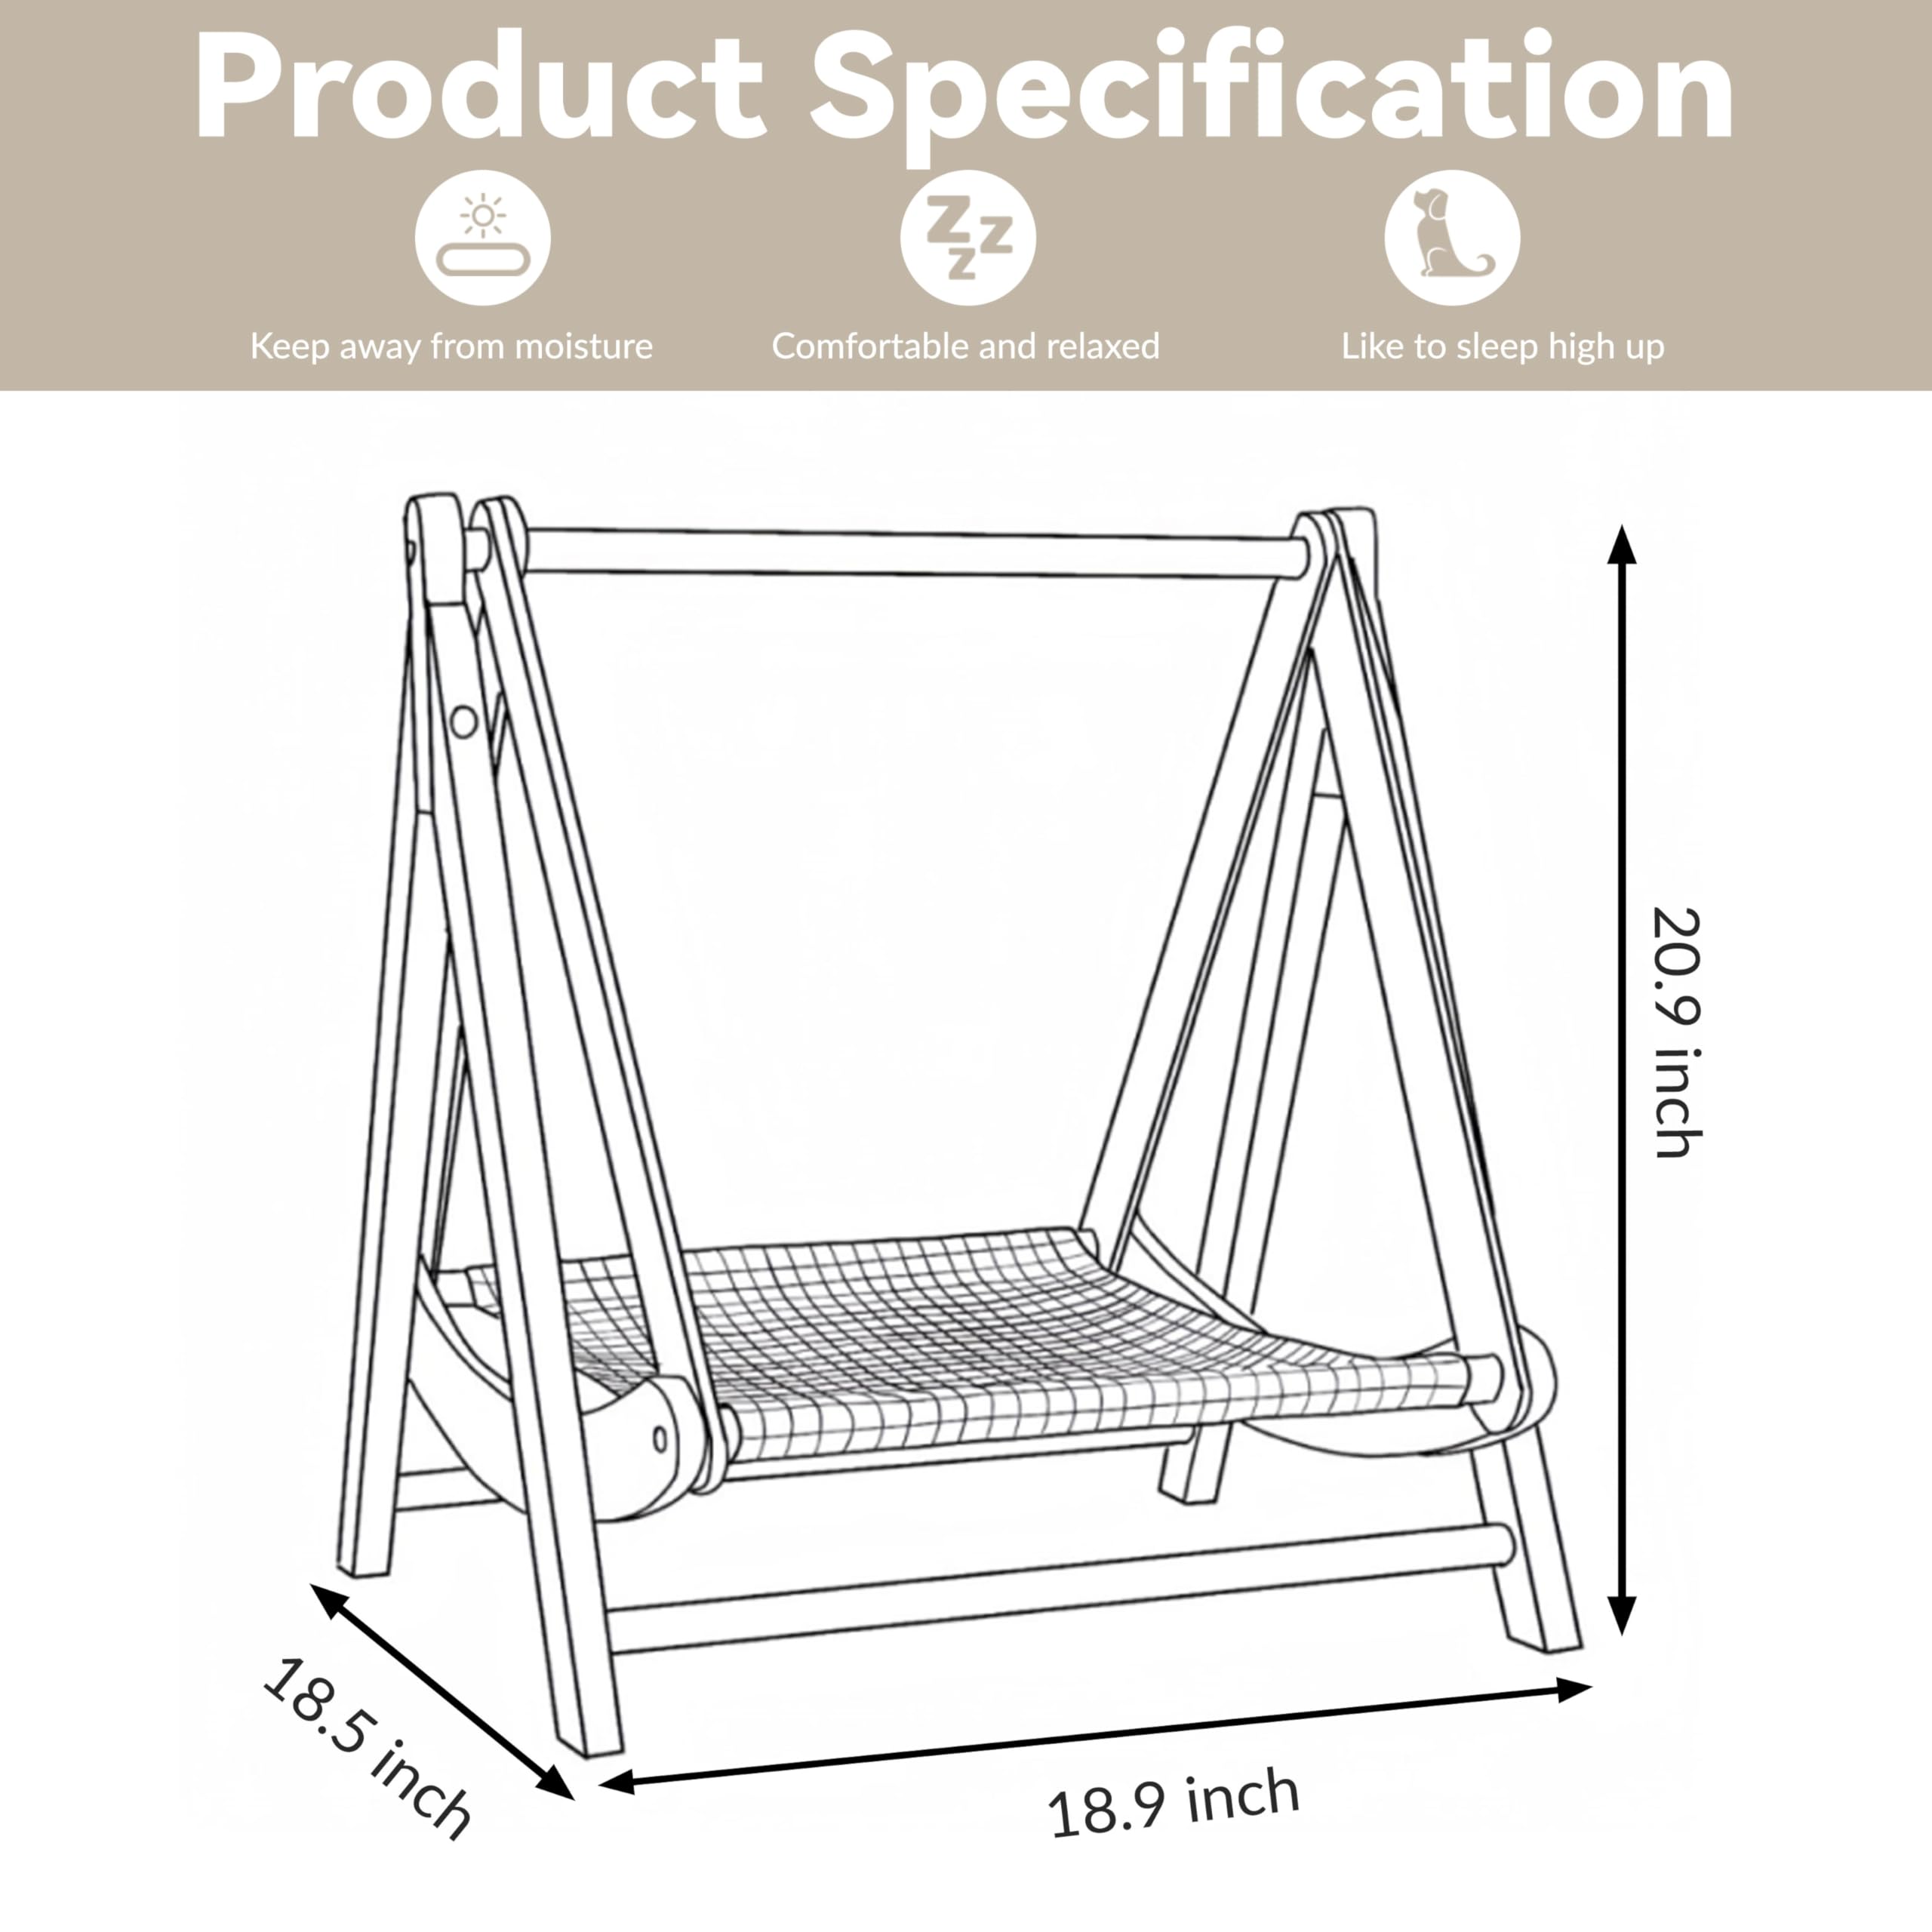 Product Specification
ZZZ
Keep away from moisture
Comfortable and relaxed
Like to sleep high up
20.9 inch
18.5 inch
18.9 inch